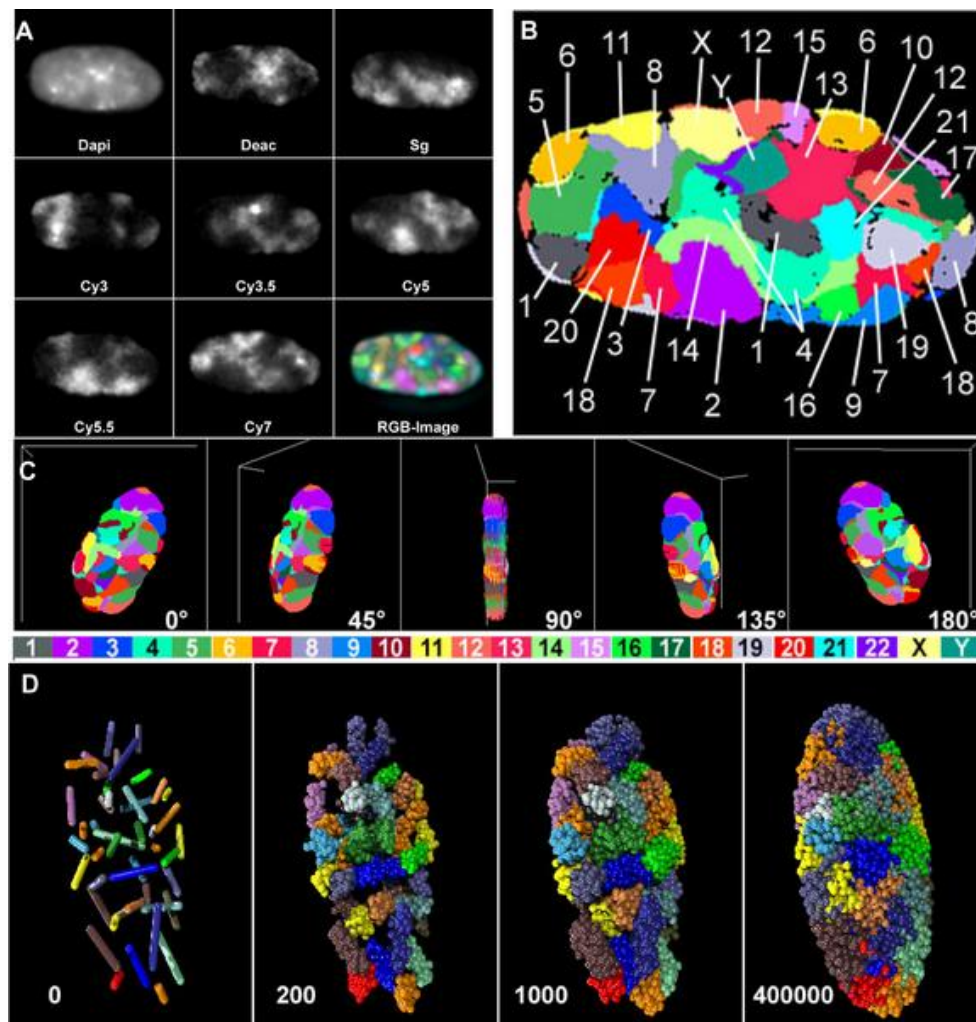 A
Dapi Deac Sg
Cy3 Cy3.5 Cy5
Cy5.5 Cy7 RGB-Image
B
6 11 X 12 15 6 10
5 8 Y 13 12
21
17
1 20 3 14 1 4 19 8
18 7 2 16 9 7 18
C
0° 45° 90° 135° 180°
1 2 3 4 5 6 7 8 9 10 11 12 13 14 15 16 17 18 19 20 21 22 X Y
D
0 200 1000 400000